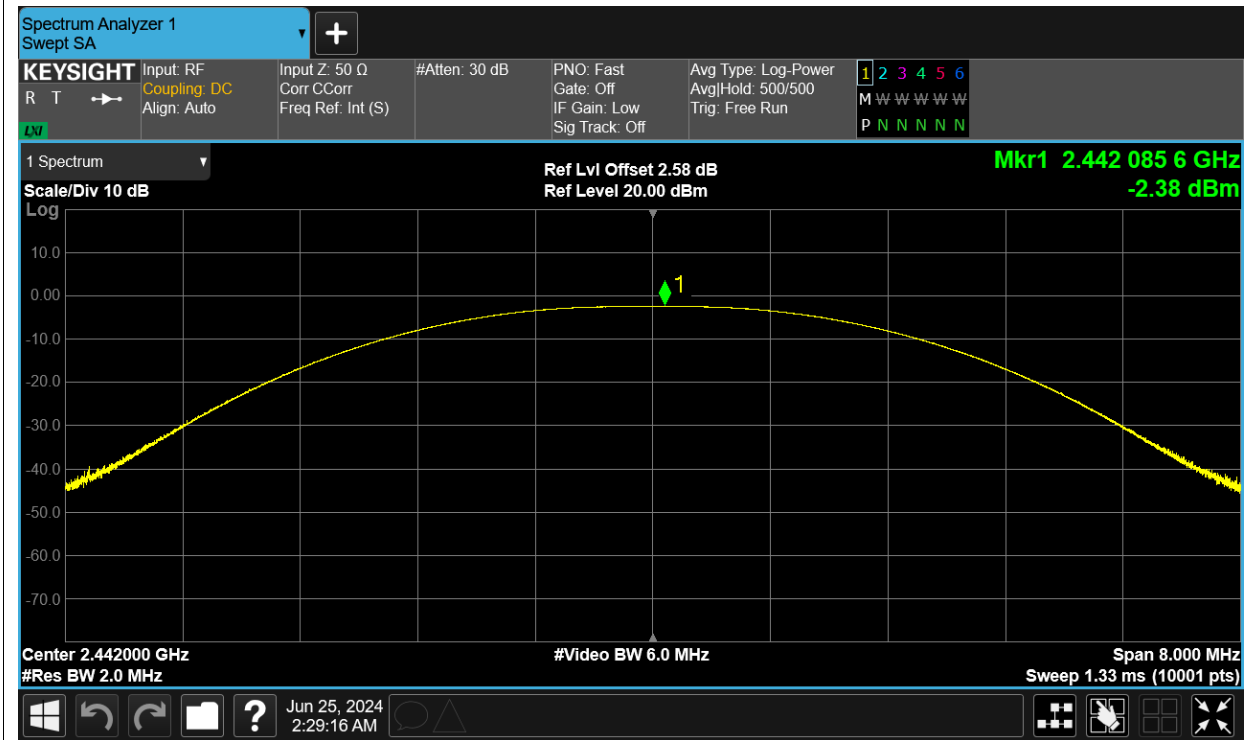 Spectrum Analyzer 1
Swept SA
KEYSIGHT
R T
LXI
Input: RF
Coupling: DC
Align: Auto
Input Z: 50 Ω
Corr CCorr
Freq Ref: Int (S)
#Atten: 30 dB
PNO: Fast
Gate: Off
IF Gain: Low
Sig Track: Off
Avg Type: Log-Power
Avg|Hold: 500/500
Trig: Free Run
1 2 3 4 5 6
M W W W W W
P N N N N N
1 Spectrum
Scale/Div 10 dB
Log
Ref Lvl Offset 2.58 dB
Ref Level 20.00 dBm
Mkr1 2.442 085 6 GHz
-2.38 dBm
10.0
0.00
-10.0
-20.0
-30.0
-40.0
-50.0
-60.0
-70.0
1
Center 2.442000 GHz
#Res BW 2.0 MHz
#Video BW 6.0 MHz
Span 8.000 MHz
Sweep 1.33 ms (10001 pts)
?
Jun 25, 2024
2:29:16 AM